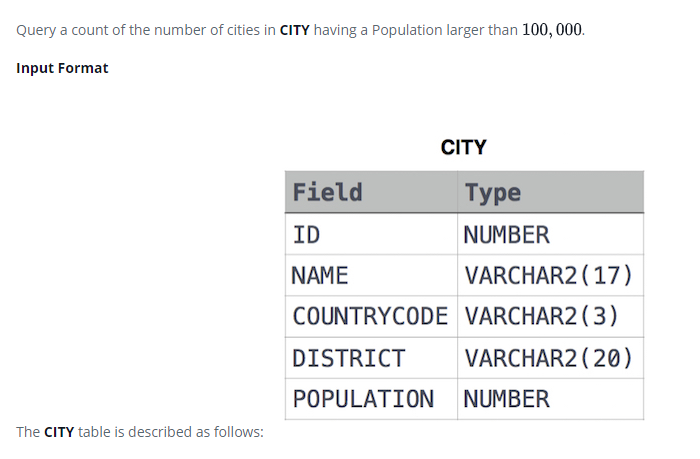 Query a count of the number of cities in CITY having a Population larger than 100, 000.
Input Format
CITY
Field Type
ID NUMBER
NAME VARCHAR2(17)
COUNTRYCODE VARCHAR2(3)
DISTRICT VARCHAR2(20)
POPULATION NUMBER
The CITY table is described as follows: